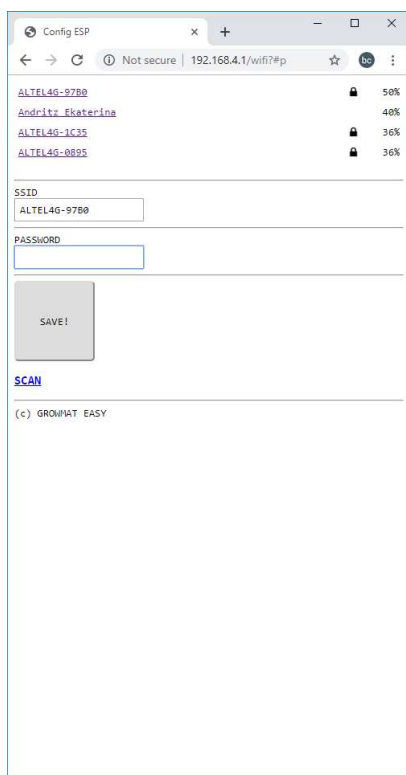 Config ESP
Not secure | 192.168.4.1/wifi?#p
bc
ALTEL4G-97B0 50%
Andritz Ekaterina 40%
ALTEL4G-1C35 36%
ALTEL4G-0895 36%
SSID
ALTEL4G-97B0
PASSWORD
SAVE!
SCAN
(c) GROWMAT EASY